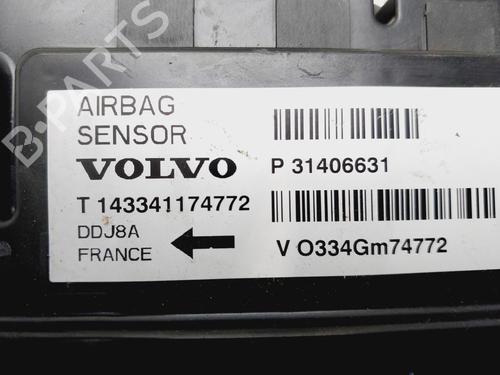 AIRBAG
SENSOR
VOLVO
P 31406631
T 143341174772
DDJ8A
FRANCE
V O334Gm74772
B-PARTS